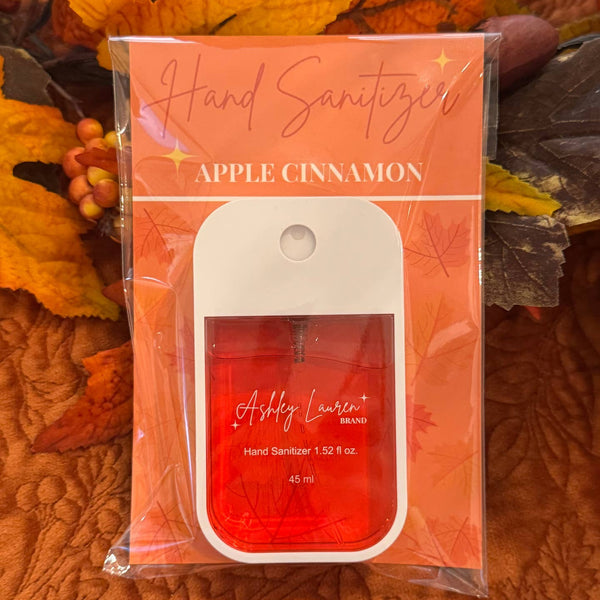 Hand Sanitizer
APPLE CINNAMON
Ashley Lauren
BRAND
Hand Sanitizer 1.52 fl oz.
45 ml